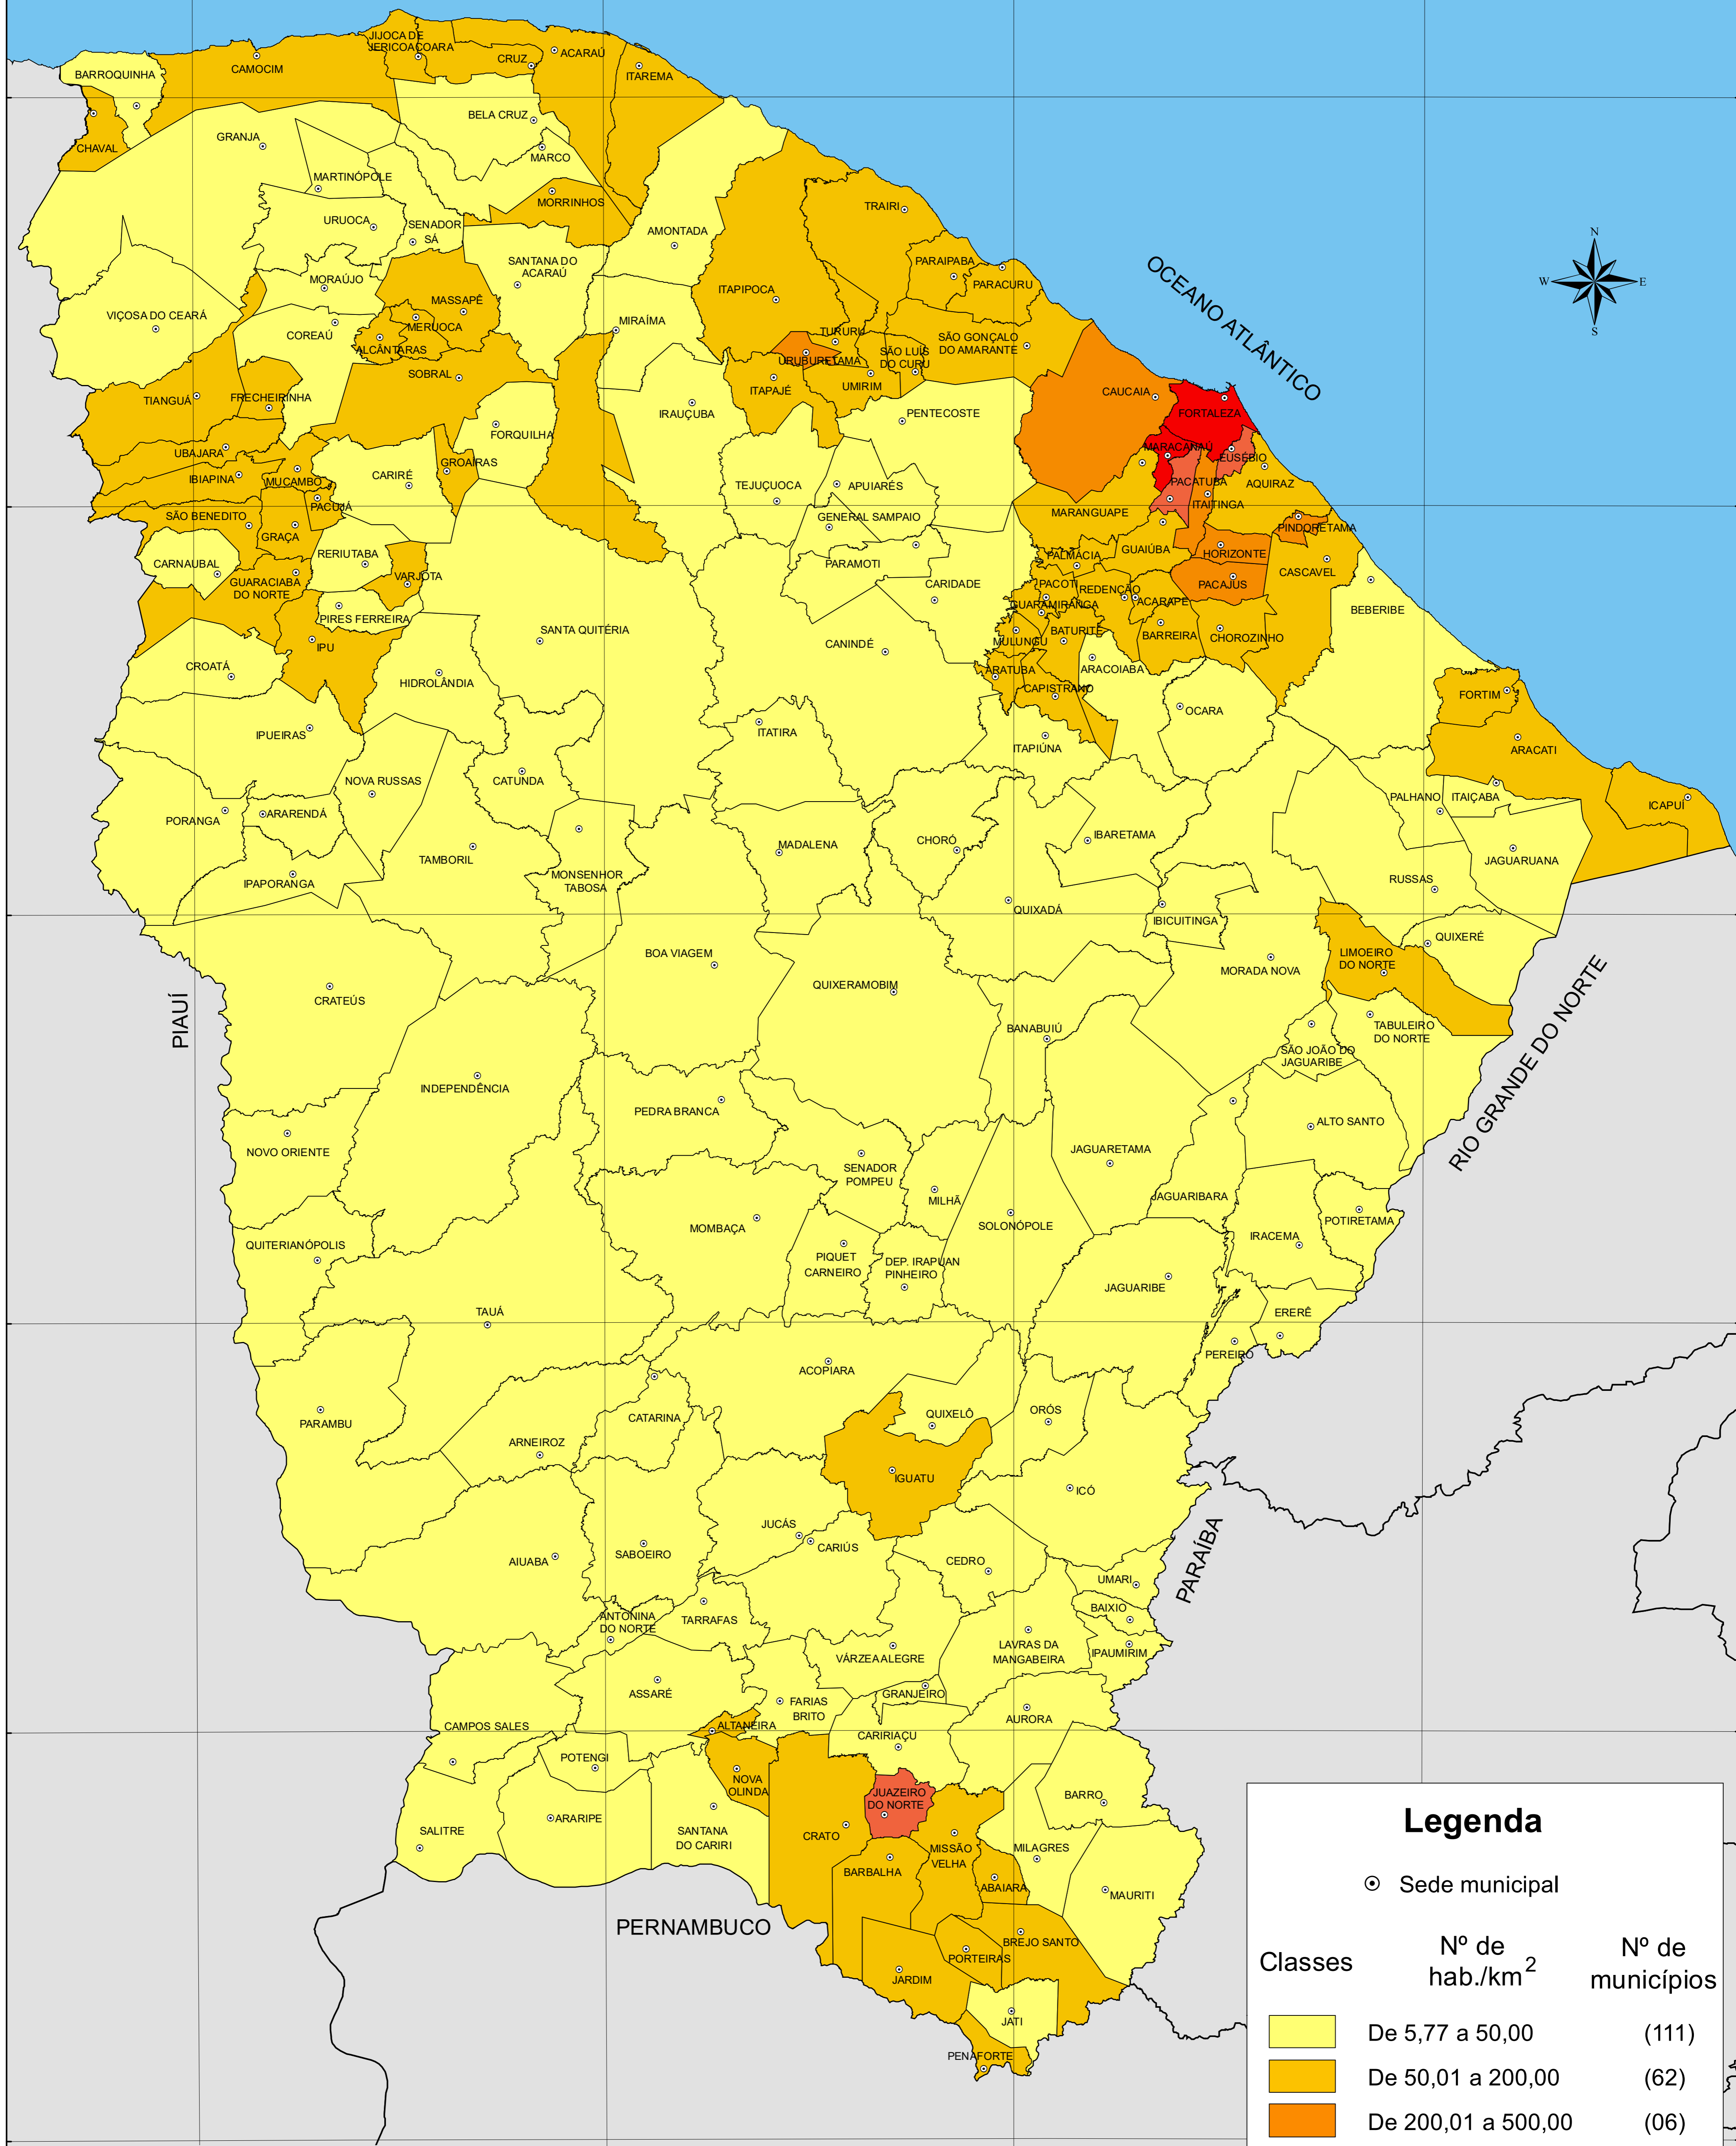 JIJOCA DE
JERICOACOARA
CRUZ
ACARAÚ
ITAREMA
CAMOCIM
BARROQUINHA
CHAVAL
BELA CRUZ
GRANJA
MARCO
MARTINÓPOLE
MORRINHOS
TRAIRI
URUOCA
SENADOR
SÁ
AMONTADA
N
W
E
S
OCEANO ATLÂNTICO
SANTANA DO
ACARAÚ
PARAIPABA
PARACURU
MORAÚJO
ITAPIPOCA
MASSAPÊ
VIÇOSA DO CEARÁ
MIRAÍMA
MERUOCA
COREAÚ
TURURU
SÃO GONÇALO
DO AMARANTE
ALCÂNTARAS
SÃO LUÍS
DO CURU
URUBURETAMA
SOBRAL
UMIRIM
ITAPAJÉ
CAUCAIA
FORTALEZA
TIANGUÁ
FRECHEIRINHA
IRAUÇUBA
PENTECOSTE
FORQUILHA
MARACANAÚ
EUSÉBIO
UBAJARA
GROAÍRAS
IBIAPINA
MUCAMBO
CARIRÉ
TEJUÇUOCA
APUIARÉS
PACATUBA
AQUIRAZ
PACUJÁ
ITAITINGA
SÃO BENEDITO
GENERAL SAMPAIO
MARANGUAPE
PINDORETAMA
GRAÇA
CARNAUBAL
RERIUTABA
PARAMOTI
PALMÁCIA
GUAIÚBA
HORIZONTE
CASCAVEL
GUARACIABA
DO NORTE
VARJOTA
CARIDADE
PACOTI
REDENÇÃO
PACAJUS
ACARAPE
GUARAMIRANGA
BEBERIBE
PIRES FERREIRA
SANTA QUITÉRIA
BATURITÉ
BARREIRA
CHOROZINHO
IPU
CANINDÉ
MULUNGU
CROATÁ
HIDROLÂNDIA
ARATUBA
ARACOIABA
CAPISTRANO
FORTIM
OCARA
IPUEIRAS
ITATIRA
ITAPIÚNA
ARACATI
NOVA RUSSAS
CATUNDA
PALHANO
ITAIÇABA
ICAPUÍ
PORANGA
ARARENDÁ
CHORÓ
IBARETAMA
MADALENA
TAMBORIL
JAGUARUANA
IPAPORANGA
MONSENHOR
TABOSA
RUSSAS
QUIXADÁ
IBICUITINGA
QUIXERÉ
BOA VIAGEM
LIMOEIRO
DO NORTE
MORADA NOVA
QUIXERAMOBIM
CRATEÚS
PIAUÍ
BANABUIÚ
TABULEIRO
DO NORTE
SÃO JOÃO DO
JAGUARIBE
RIO GRANDE DO NORTE
INDEPENDÊNCIA
PEDRA BRANCA
ALTO SANTO
NOVO ORIENTE
JAGUARETAMA
SENADOR
POMPEU
JAGUARIBARA
MILHÃ
MOMBAÇA
SOLONÓPOLE
POTIRETAMA
QUITERIANÓPOLIS
IRACEMA
PIQUET
CARNEIRO
DEP. IRAPUAN
PINHEIRO
JAGUARIBE
TAUÁ
ERERÊ
PEREIRO
ACOPIARA
PARAMBU
CATARINA
QUIXELÔ
ORÓS
ARNEIROZ
IGUATU
ICÓ
JUCÁS
CARIÚS
AIUABA
SABOEIRO
CEDRO
PARAÍBA
UMARI
BAIXIO
ANTONINA
DO NORTE
TARRAFAS
LAVRAS DA
MANGABEIRA
IPAUMIRIM
VÁRZEA ALEGRE
ASSARÉ
GRANJEIRO
FARIAS
BRITO
AURORA
CAMPOS SALES
ALTANEIRA
CARIRIAÇU
POTENGI
NOVA
OLINDA
JUAZEIRO
DO NORTE
BARRO
ARARIPE
SALITRE
SANTANA
DO CARIRI
CRATO
MISSÃO
VELHA
MILAGRES
BARBALHA
ABAIARA
MAURITI
PERNAMBUCO
BREJO SANTO
PORTEIRAS
JARDIM
JATI
PENAFORTE
Legenda
Sede municipal
Classes
Nº de
hab./km2
Nº de
municípios
De 5,77 a 50,00 (111)
De 50,01 a 200,00 (62)
De 200,01 a 500,00 (06)